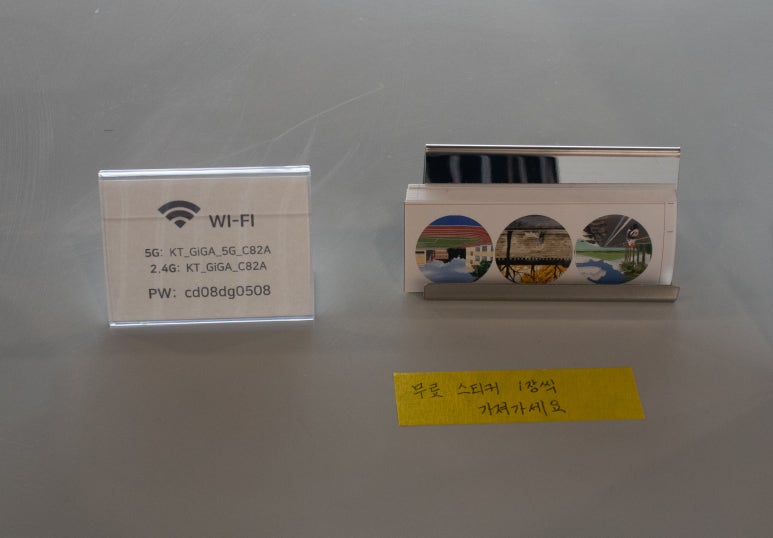 WI-FI
5G: KT_GiGA_5G_C82A
2.4G: KT_GiGA_C82A
PW: cd08dg0508
무료 스티커 1장씩
가져가세요